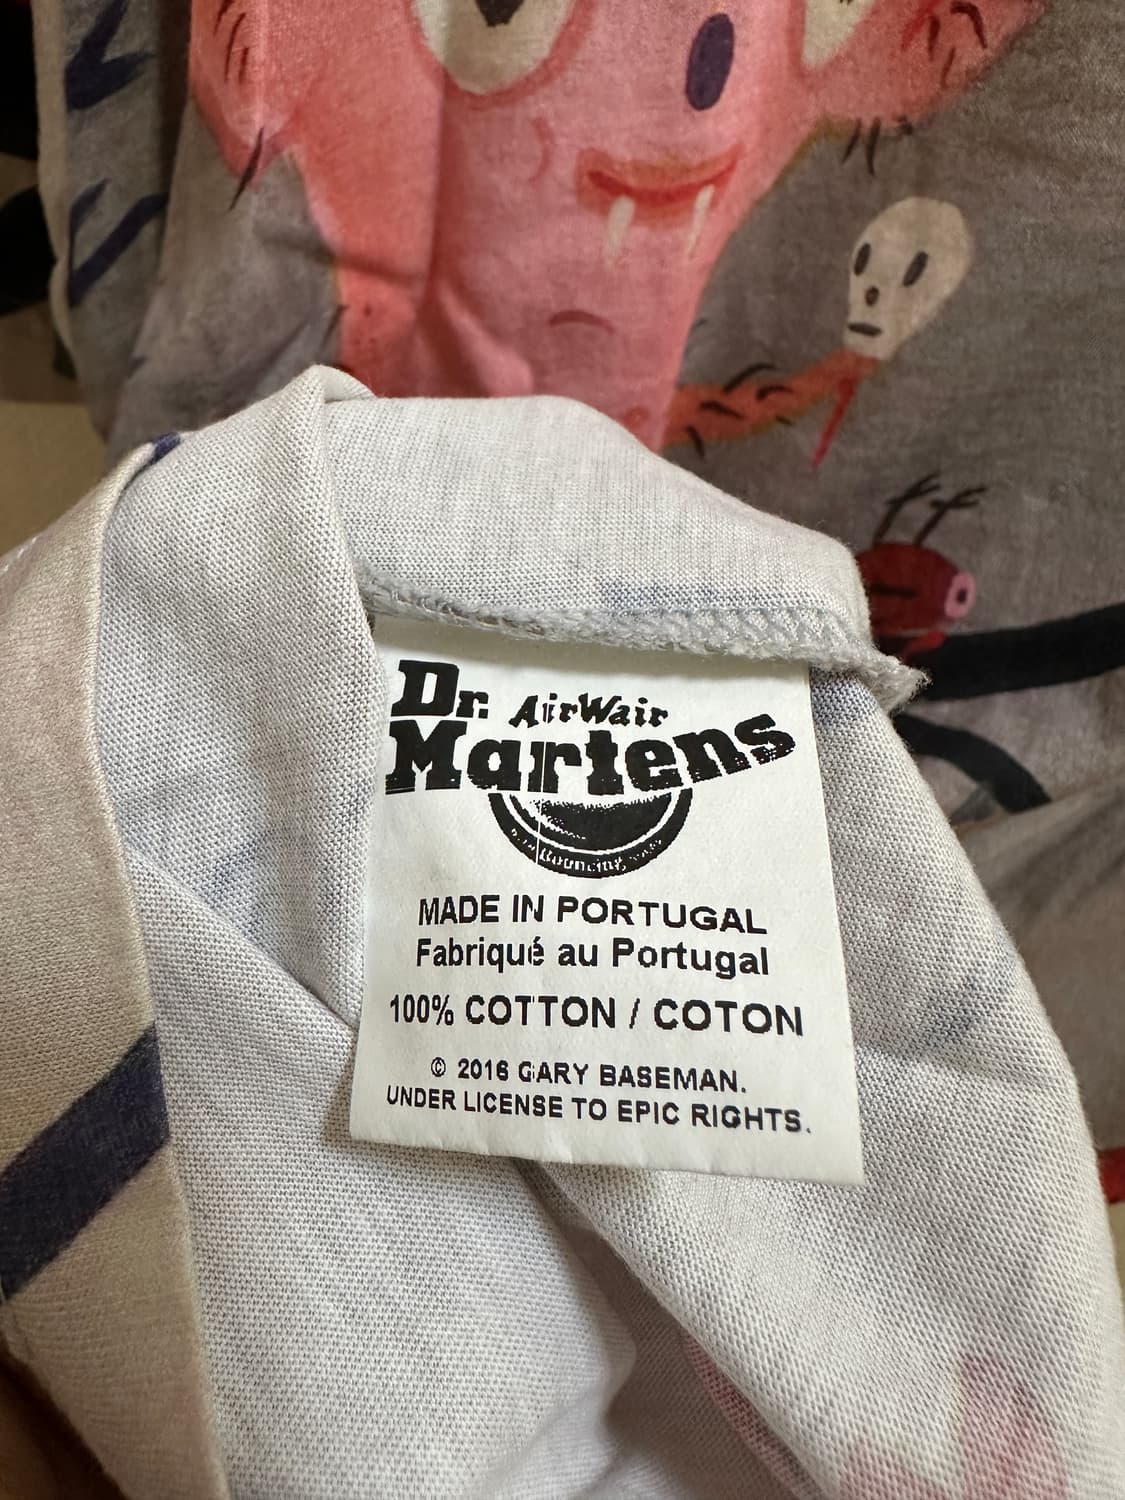 Dr. AirWair
Martens
Bouncing
MADE IN PORTUGAL
Fabriqué au Portugal
100% COTTON / COTON
© 2016 GARY BASEMAN.
UNDER LICENSE TO EPIC RIGHTS.